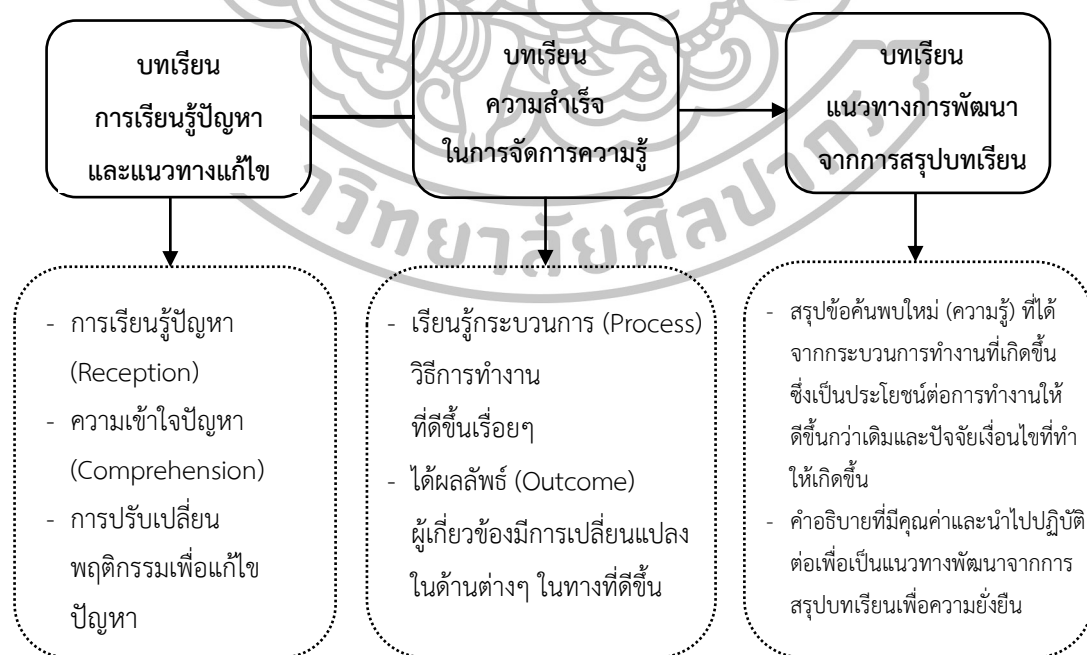 บทเรียน
การเรียนรู้ปัญหา
และแนวทางแก้ไข
บทเรียน
ความสำเร็จ
ในการจัดการความรู้
บทเรียน
แนวทางการพัฒนา
จากการสรุปบทเรียน
าวิทยาลัยศิลปากร
- การเรียนรู้ปัญหา
(Reception)
- ความเข้าใจปัญหา
(Comprehension)
- การปรับเปลี่ยน
พฤติกรรมเพื่อแก้ไข
ปัญหา
- เรียนรู้กระบวนการ (Process)
วิธีการทำงาน
ที่ดีขึ้นเรื่อยๆ
- ได้ผลลัพธ์ (Outcome)
ผู้เกี่ยวข้องมีการเปลี่ยนแปลง
ในด้านต่างๆ ในทางที่ดีขึ้น
- สรุปข้อค้นพบใหม่ (ความรู้) ที่ได้
จากกระบวนการทำงานที่เกิดขึ้น
ซึ่งเป็นประโยชน์ต่อการทำงานให้
ดีขึ้นกว่าเดิมและปัจจัยเงื่อนไขที่ทำ
ให้เกิดขึ้น
- คำอธิบายที่มีคุณค่าและนำไปปฏิบัติ
ต่อเพื่อเป็นแนวทางพัฒนาจากการ
สรุปบทเรียนเพื่อความยั่งยืน